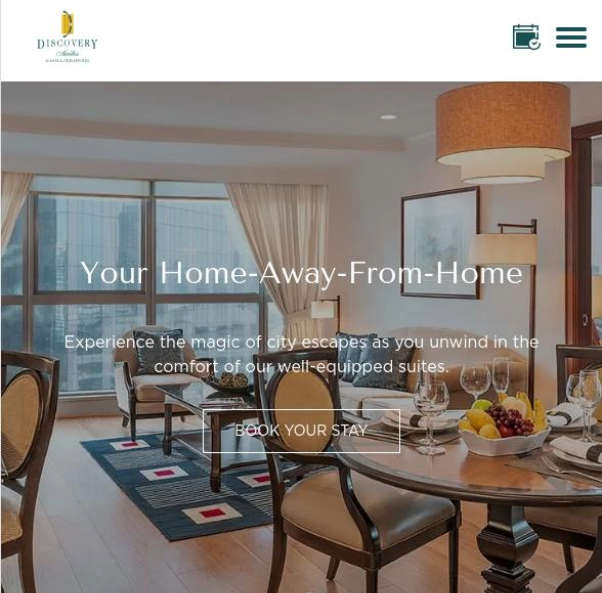 DISCOVERY
Suites
MANILA, PHILIPPINES
Your Home-Away-From-Home
Experience the magic of city escapes as you unwind in the
comfort of our well-equipped suites.
BOOK YOUR STAY